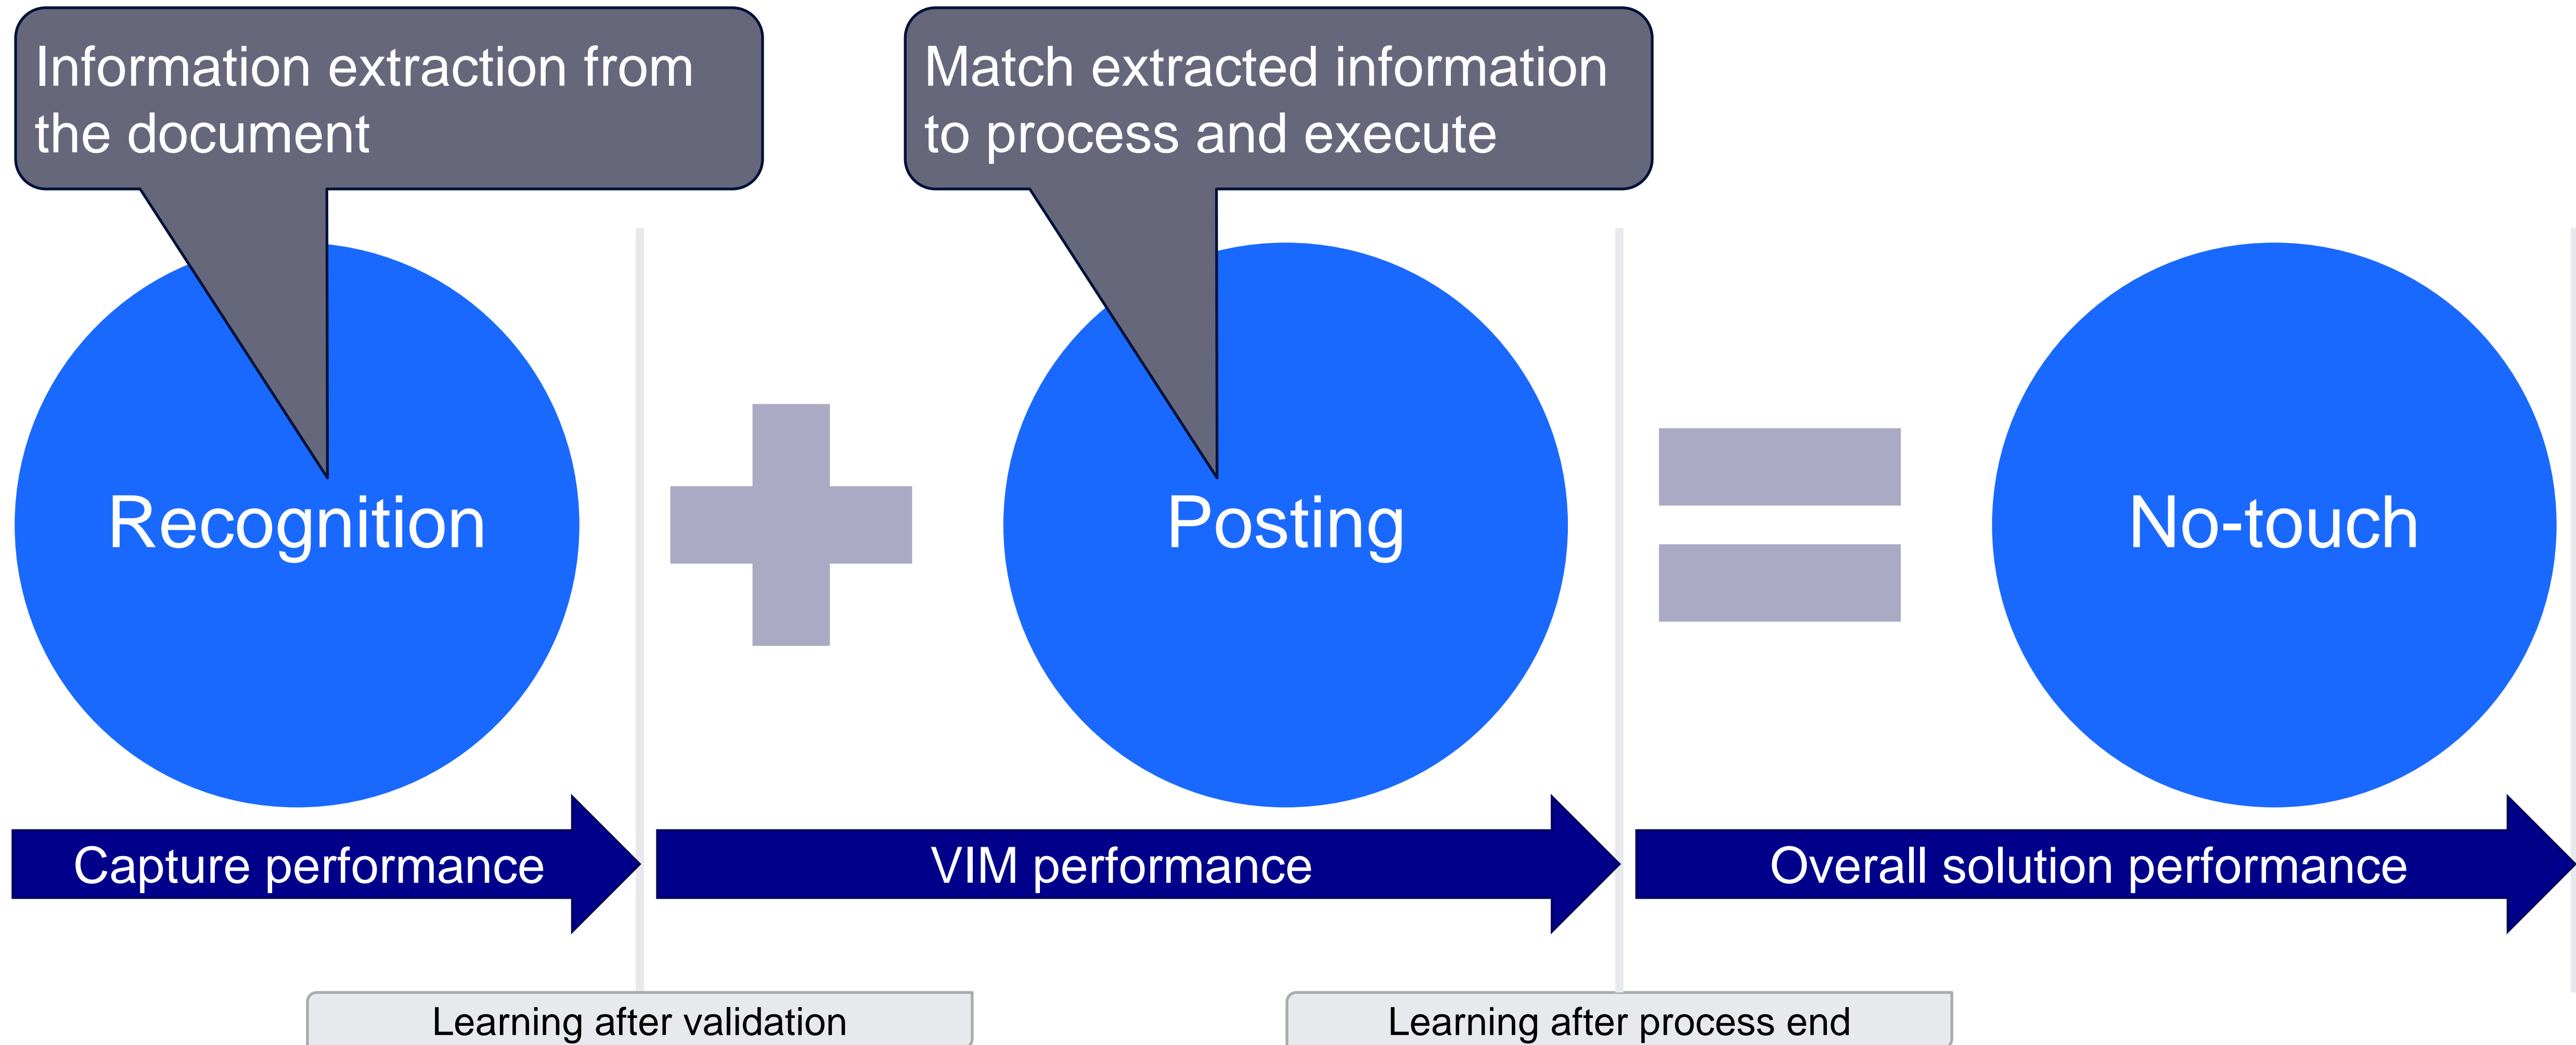 Information extraction from
the document
Match extracted information
to process and execute
Recognition
Posting
No-touch
Capture performance
VIM performance
Overall solution performance
Learning after validation
Learning after process end